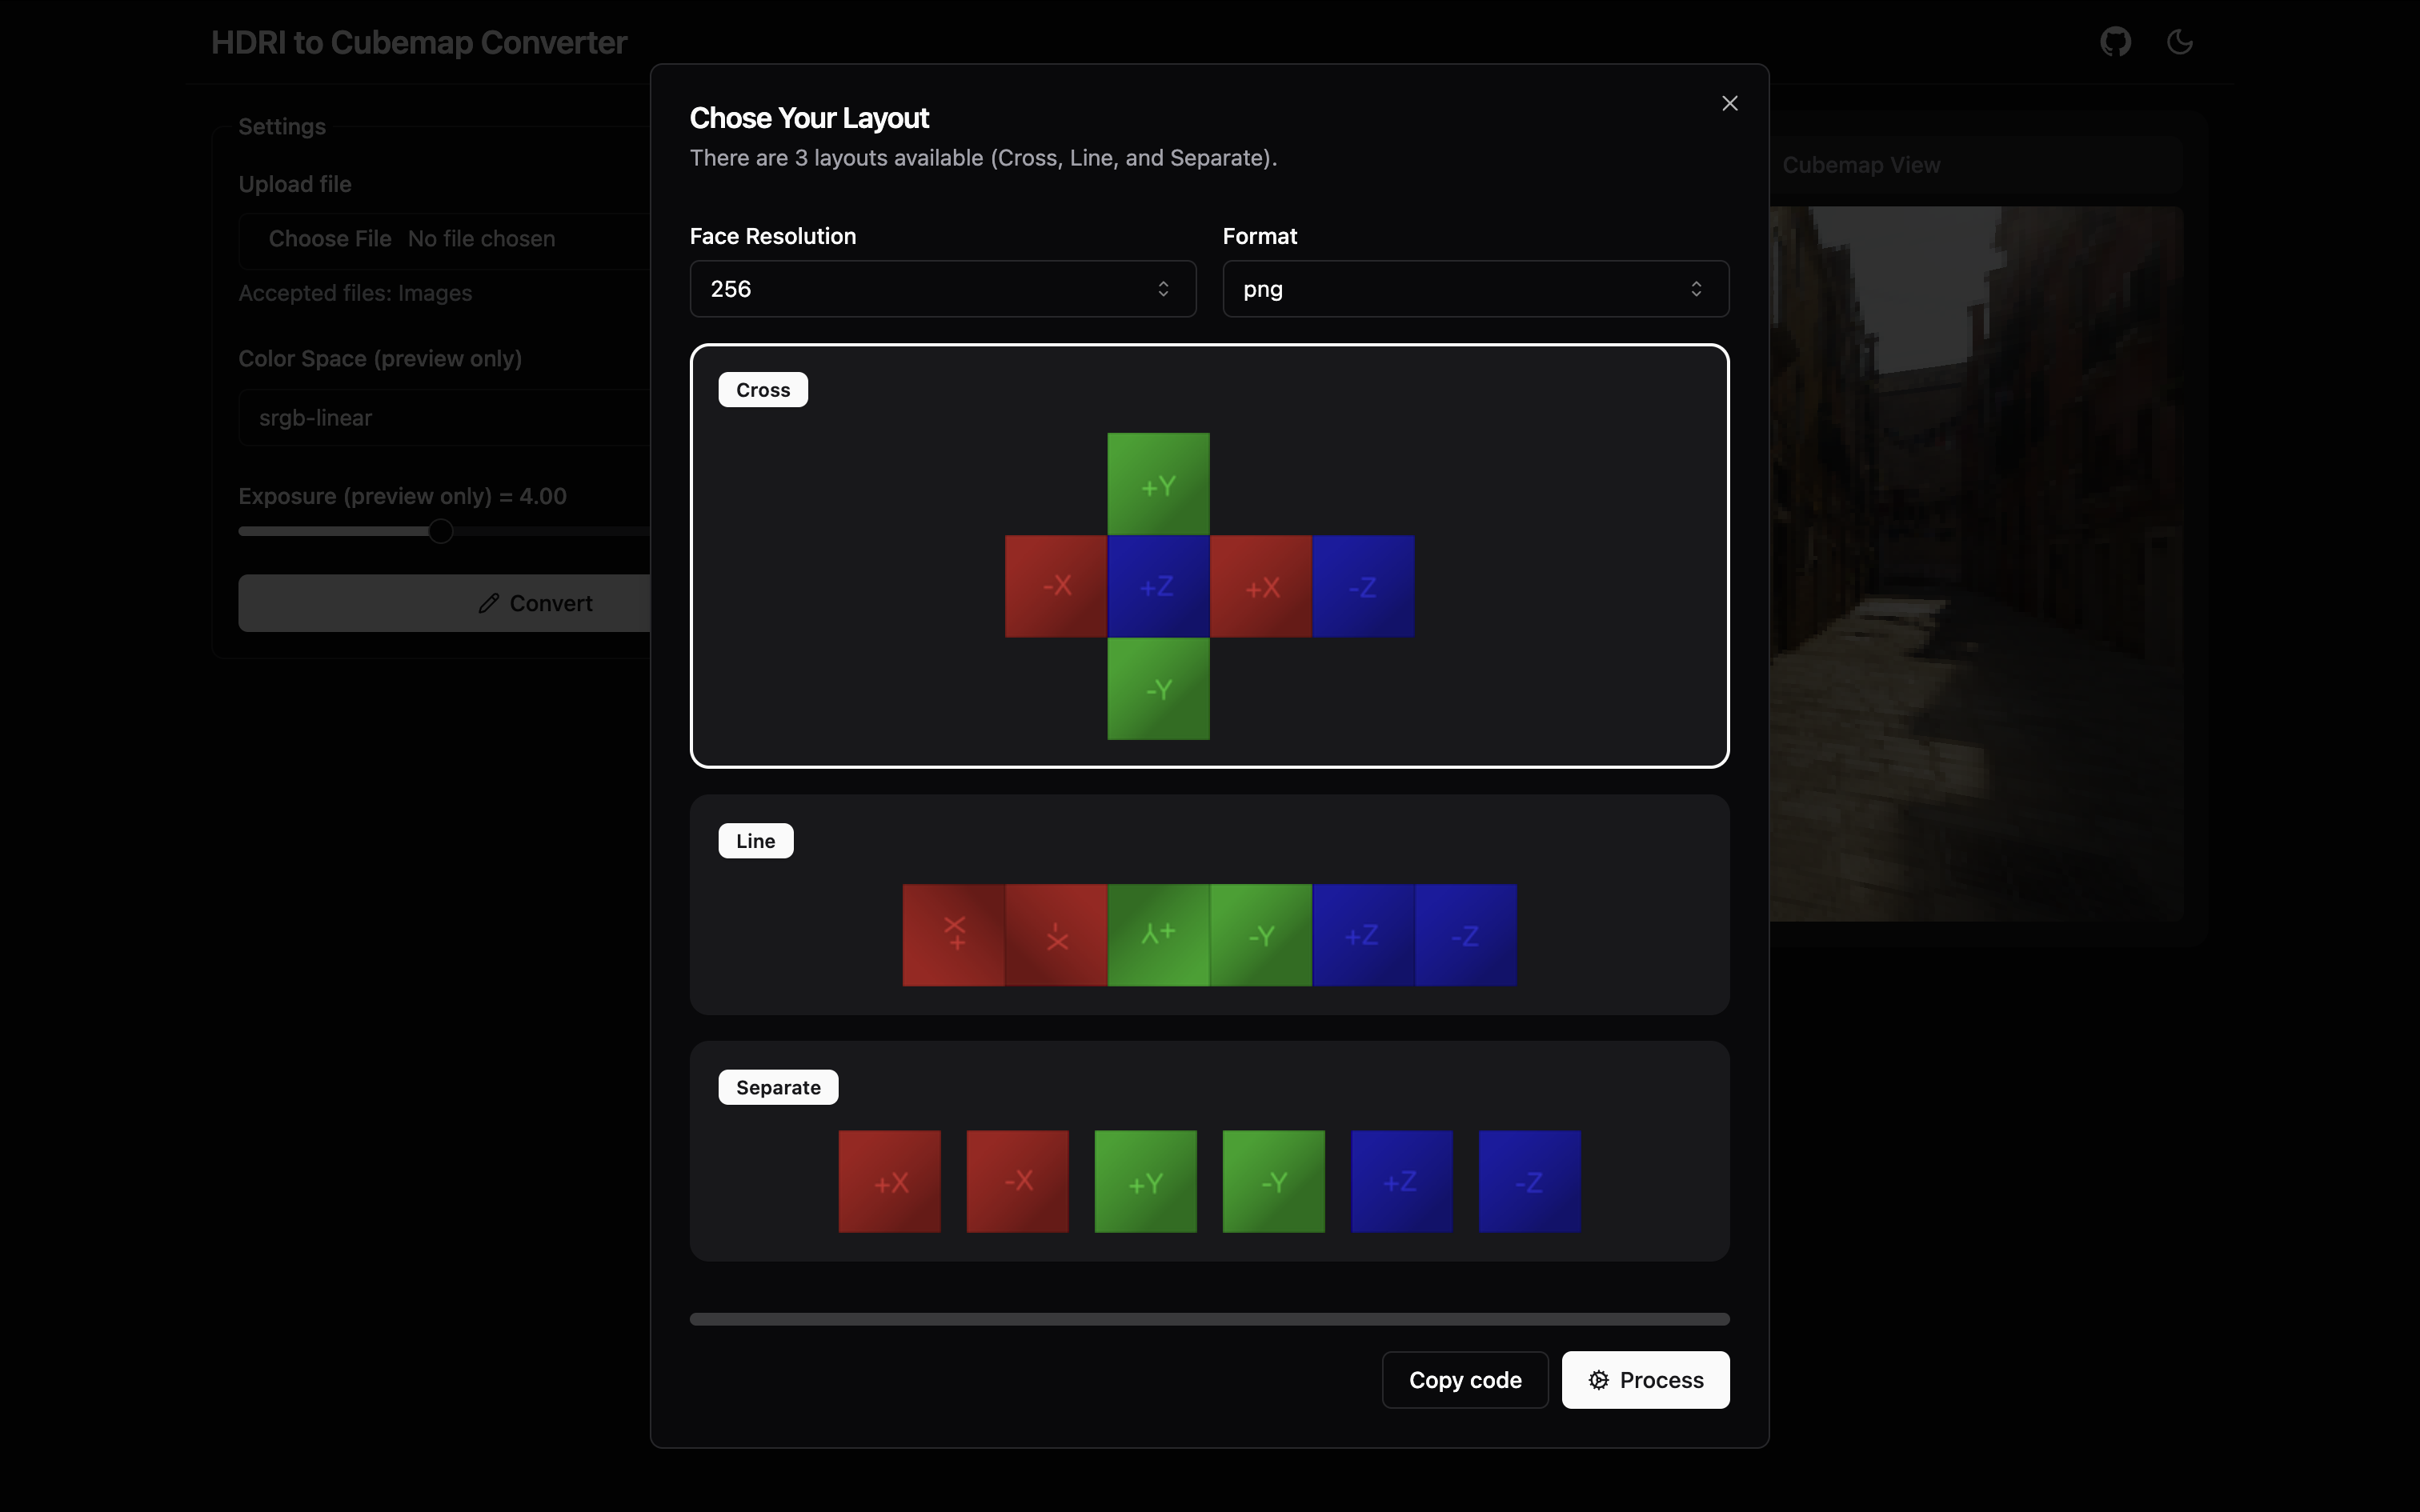 HDRI to Cubemap Converter
Settings
Upload file
Choose File No file chosen
Accepted files: Images
Color Space (preview only)
srgb-linear
Exposure (preview only) = 4.00
Convert
Chose Your Layout
There are 3 layouts available (Cross, Line, and Separate).
Face Resolution
Format
256
png
Cross
+Y
-X +Z +X -Z
-Y
Line
+X -X +Y -Y +Z -Z
Separate
+X -X +Y -Y +Z -Z
Copy code
Process
Cubemap View